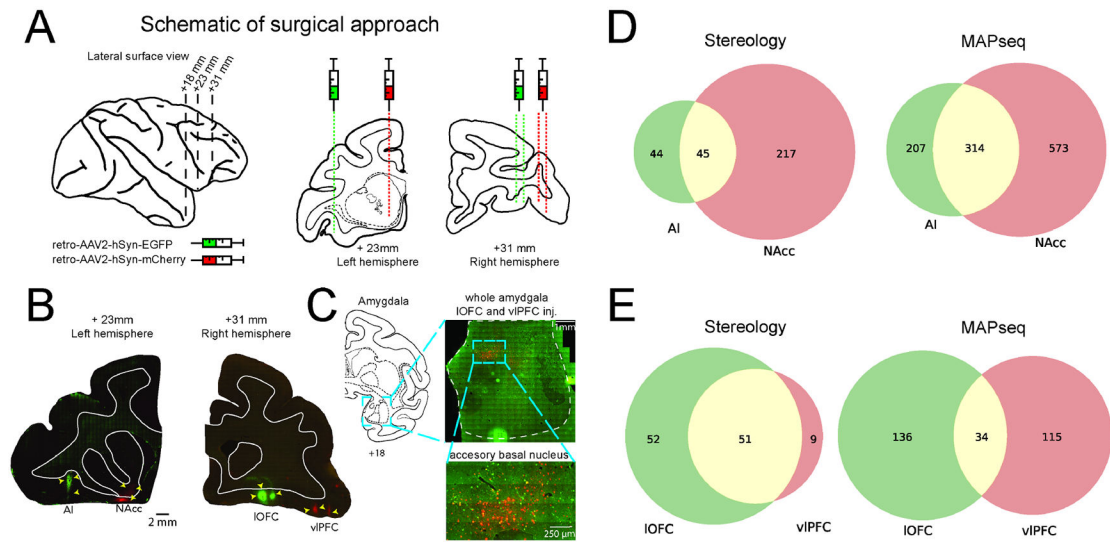 A
Schematic of surgical approach
Lateral surface view
+18 mm
+23 mm
+31 mm
retro-AAV2-hSyn-EGFP
retro-AAV2-hSyn-mCherry
+ 23mm
Left hemisphere
+31 mm
Right hemisphere
B
+ 23mm
Left hemisphere
+31 mm
Right hemisphere
AI
NAcc
2 mm
lOFC
vlPFC
C
Amygdala
+18
whole amydgala
lOFC and vlPFC inj.
1mm
accesory basal nucleus
250 µm
D
Stereology
44
45
217
AI
NAcc
MAPseq
207
314
573
AI
NAcc
E
Stereology
52
51
9
lOFC
vlPFC
MAPseq
136
34
115
lOFC
vlPFC